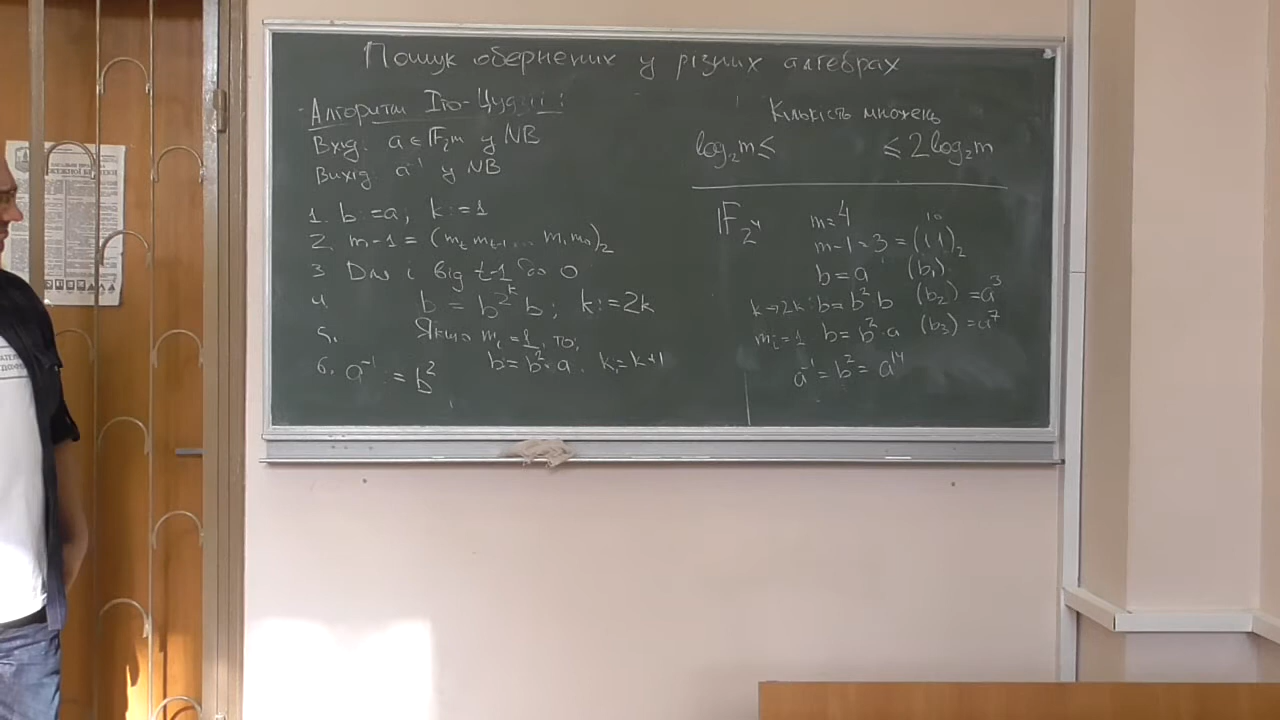 Пошук обернених у різних алгебрах
Алгоритм Іто-Цудзії:
Вхід: a ∈ F₂ᵐ у NB
Вихід: a⁻¹ у NB
1. b:=a, k:=1
2. m-1 = (mₜ mₜ₋₁ ... m₁ m₀)₂
3 Для i від t-1 до 0
4 b = b^(2^k) b; k:=2k
5. Якщо mᵢ=1, то:
b:=b²·a, k:=k+1
6. a⁻¹ = b²
Кількість множень
log₂m ≤ ≤ 2log₂m
F₂⁴ m=4
10
m-1=3=(11)₂
b=a (b₁)
k→2k: b=b²·b (b₂) =a³
mᵢ=1 b=b²·a (b₃) =a⁷
a⁻¹=b²=a¹⁴